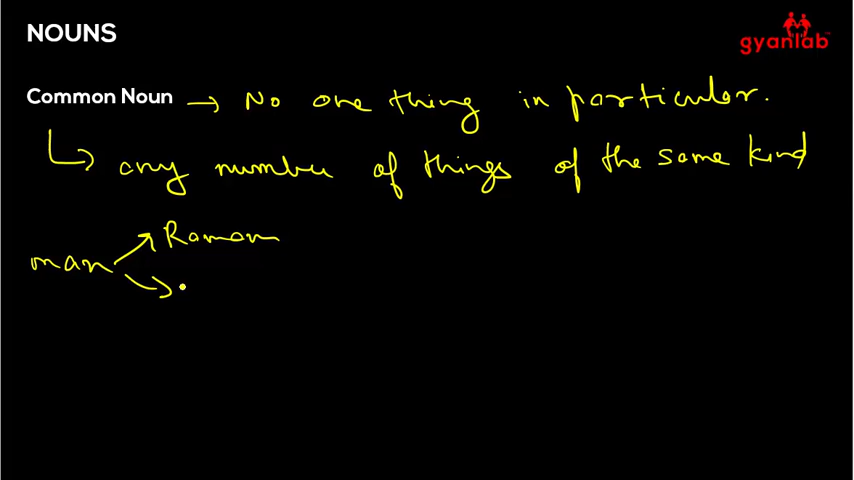 NOUNS
gyanlab
Common Noun → No one thing in particular.
↳ any number of things of the same kind
man → Raman